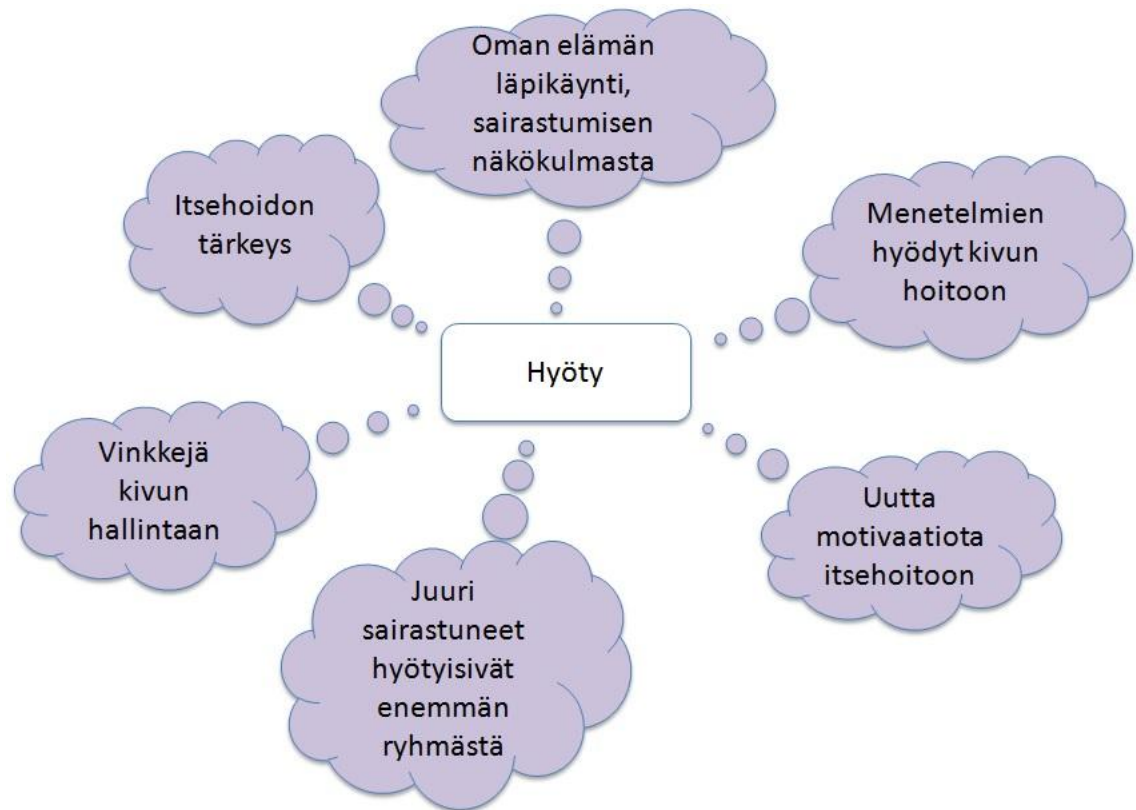 Oman elämän
läpikäynti,
sairastumisen
näkökulmasta
Itsehoidon
tärkeys
Menetelmien
hyödyt kivun
hoitoon
Hyöty
Vinkkejä
kivun
hallintaan
Uutta
motivaatiota
itsehoitoon
Juuri
sairastuneet
hyötyisivät
enemmän
ryhmästä